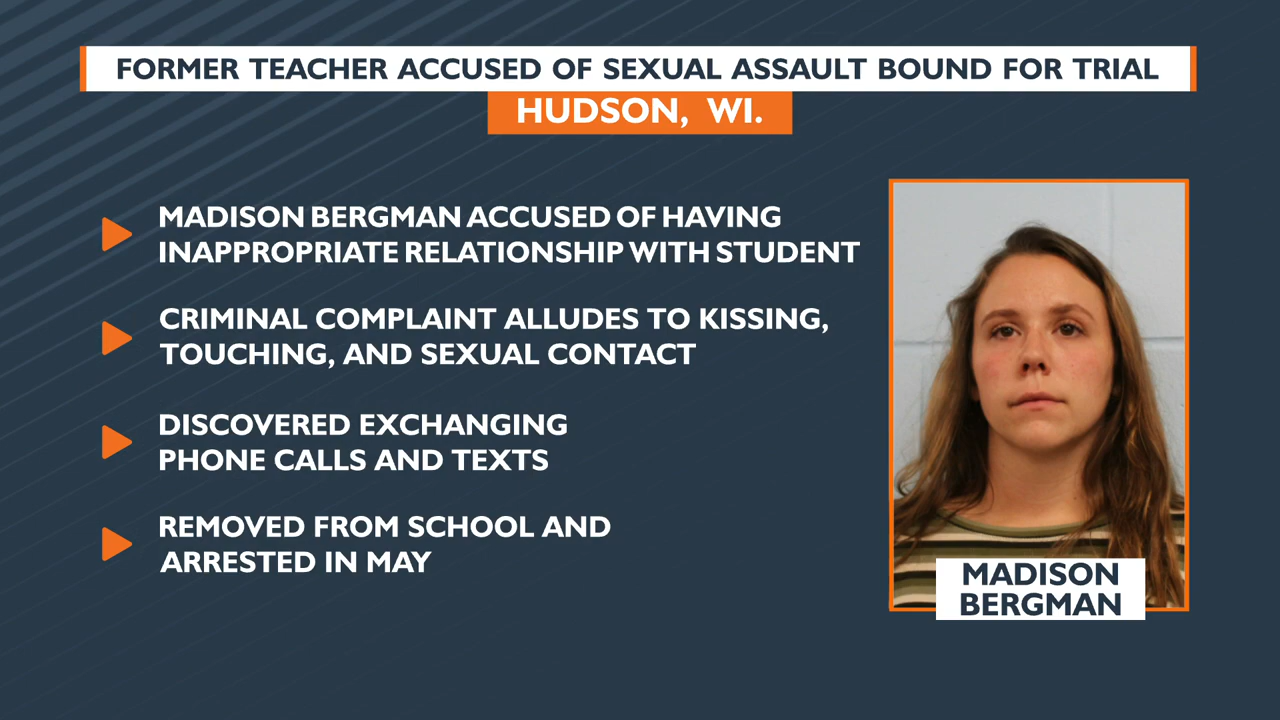 FORMER TEACHER ACCUSED OF SEXUAL ASSAULT BOUND FOR TRIAL
HUDSON, WI.
MADISON BERGMAN ACCUSED OF HAVING
INAPPROPRIATE RELATIONSHIP WITH STUDENT
CRIMINAL COMPLAINT ALLUDES TO KISSING,
TOUCHING, AND SEXUAL CONTACT
DISCOVERED EXCHANGING
PHONE CALLS AND TEXTS
REMOVED FROM SCHOOL AND
ARRESTED IN MAY
MADISON
BERGMAN